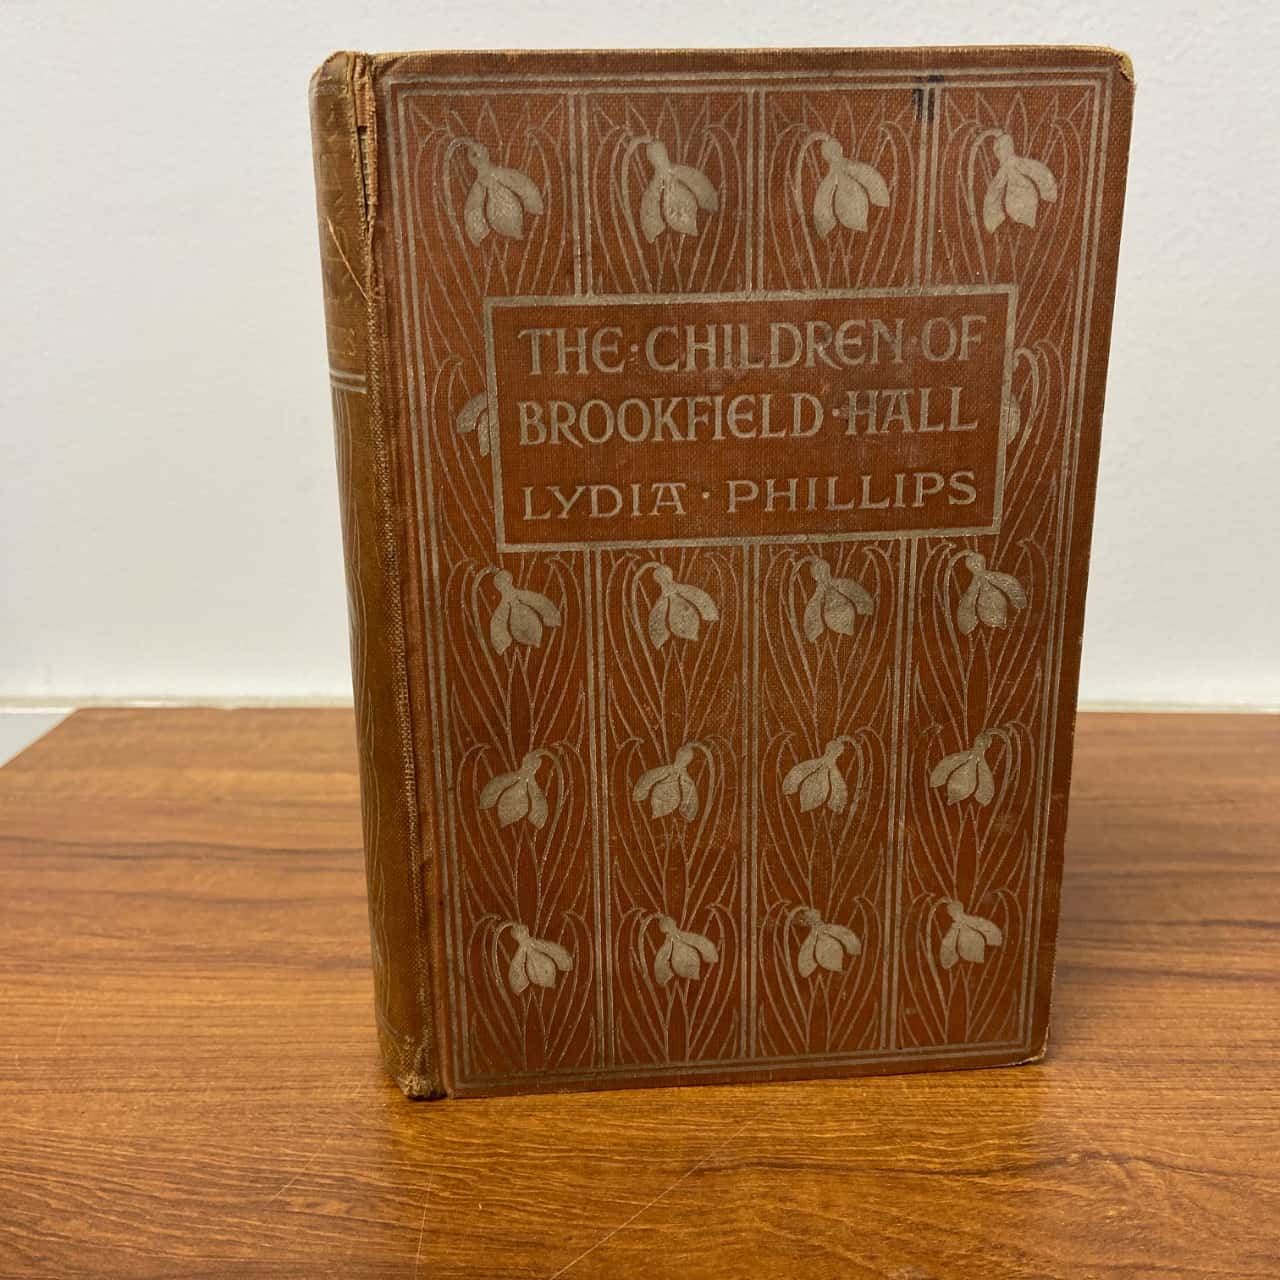 THE · CHILDREN · OF
BROOKFIELD · HALL
LYDIA · PHILLIPS